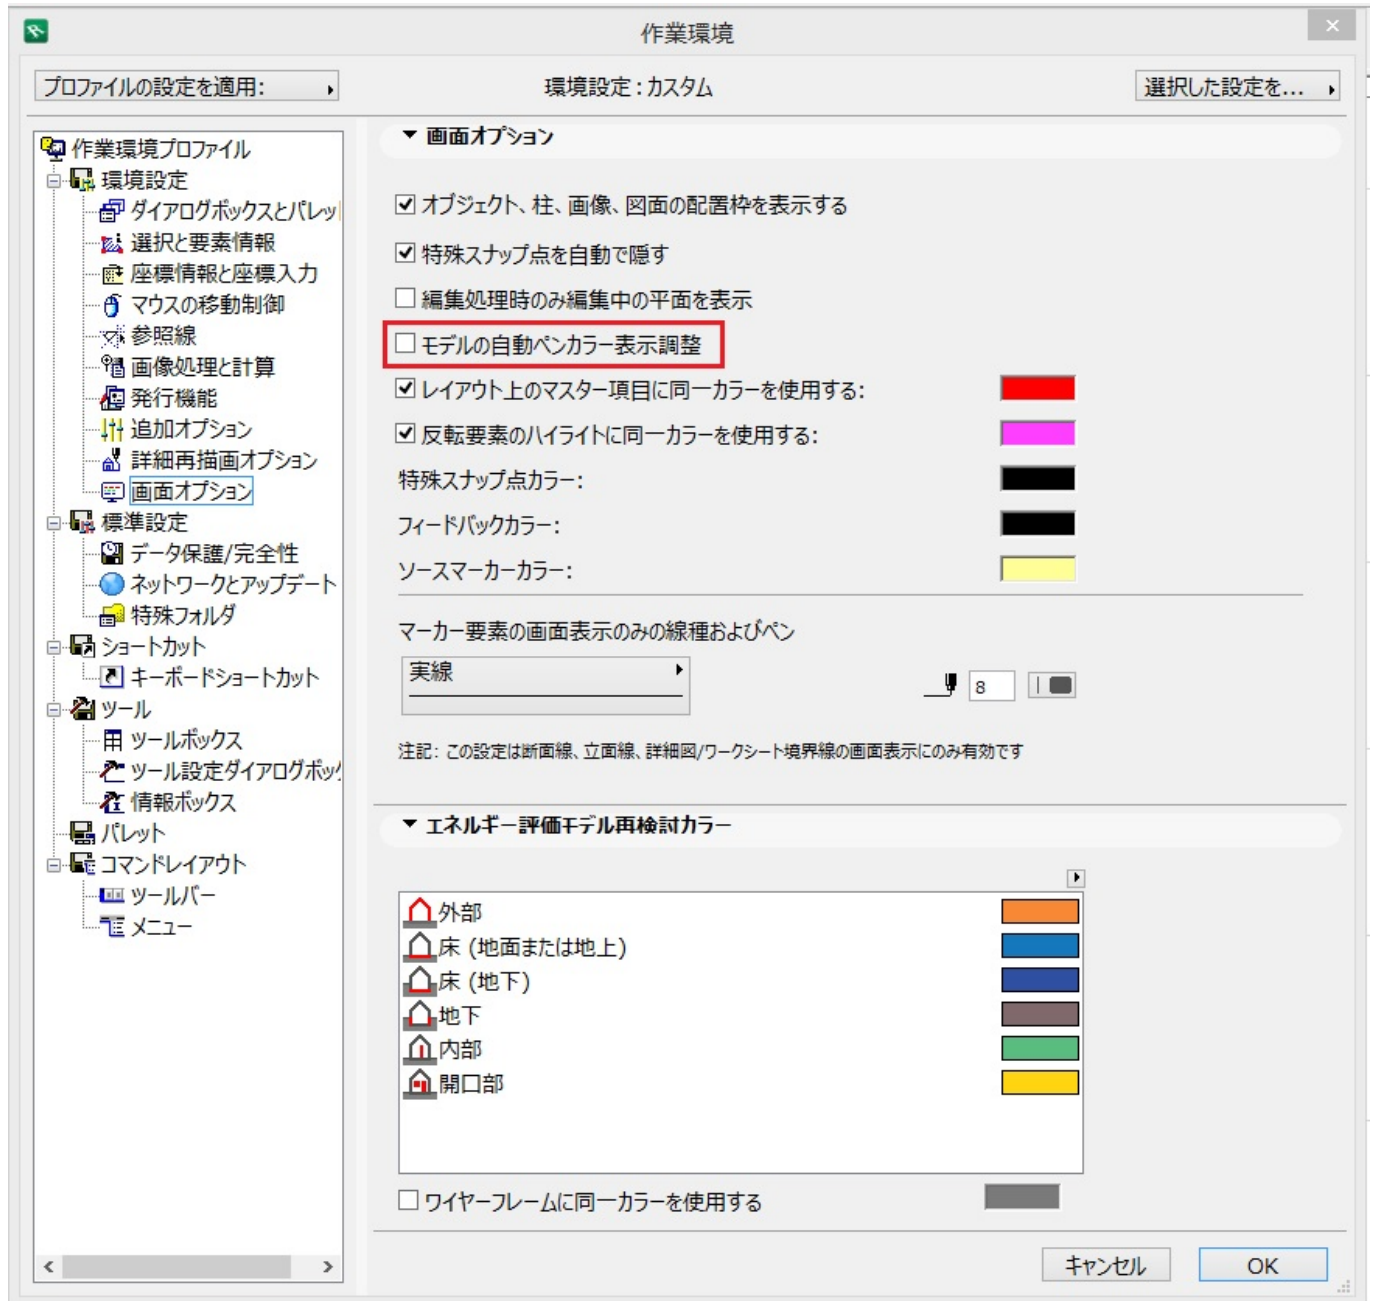 作業環境
プロファイルの設定を適用:
環境設定 : カスタム
選択した設定を...
作業環境プロファイル
環境設定
ダイアログボックスとパレッ
選択と要素情報
座標情報と座標入力
マウスの移動制御
参照線
画像処理と計算
発行機能
追加オプション
詳細再描画オプション
画面オプション
標準設定
データ保護/完全性
ネットワークとアップデート
特殊フォルダ
ショートカット
キーボードショートカット
ツール
ツールボックス
ツール設定ダイアログボッ
情報ボックス
パレット
コマンドレイアウト
ツールバー
メニュー
画面オプション
オブジェクト、柱、画像、図面の配置枠を表示する
特殊スナップ点を自動で隠す
編集処理時のみ編集中の平面を表示
モデルの自動ペンカラー表示調整
レイアウト上のマスター項目に同一カラーを使用する:
反転要素のハイライトに同一カラーを使用する:
特殊スナップ点カラー:
フィードバックカラー:
ソースマーカーカラー:
マーカー要素の画面表示のみの線種およびペン
実線
8
注記: この設定は断面線、立面線、詳細図/ワークシート境界線の画面表示にのみ有効です
エネルギー評価モデル再検討カラー
外部
床 (地面または地上)
床 (地下)
地下
内部
開口部
ワイヤーフレームに同一カラーを使用する
キャンセル
OK